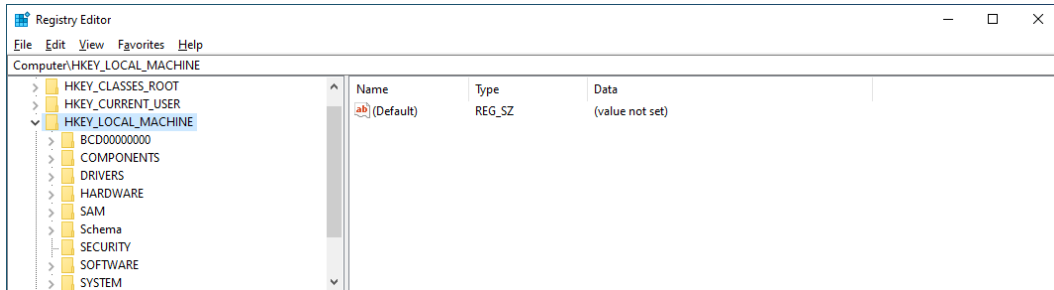 Registry Editor
File Edit View Favorites Help
Computer\HKEY_LOCAL_MACHINE
HKEY_CLASSES_ROOT
HKEY_CURRENT_USER
HKEY_LOCAL_MACHINE
BCD00000000
COMPONENTS
DRIVERS
HARDWARE
SAM
Schema
SECURITY
SOFTWARE
SYSTEM
Name Type Data
ab (Default) REG_SZ (value not set)